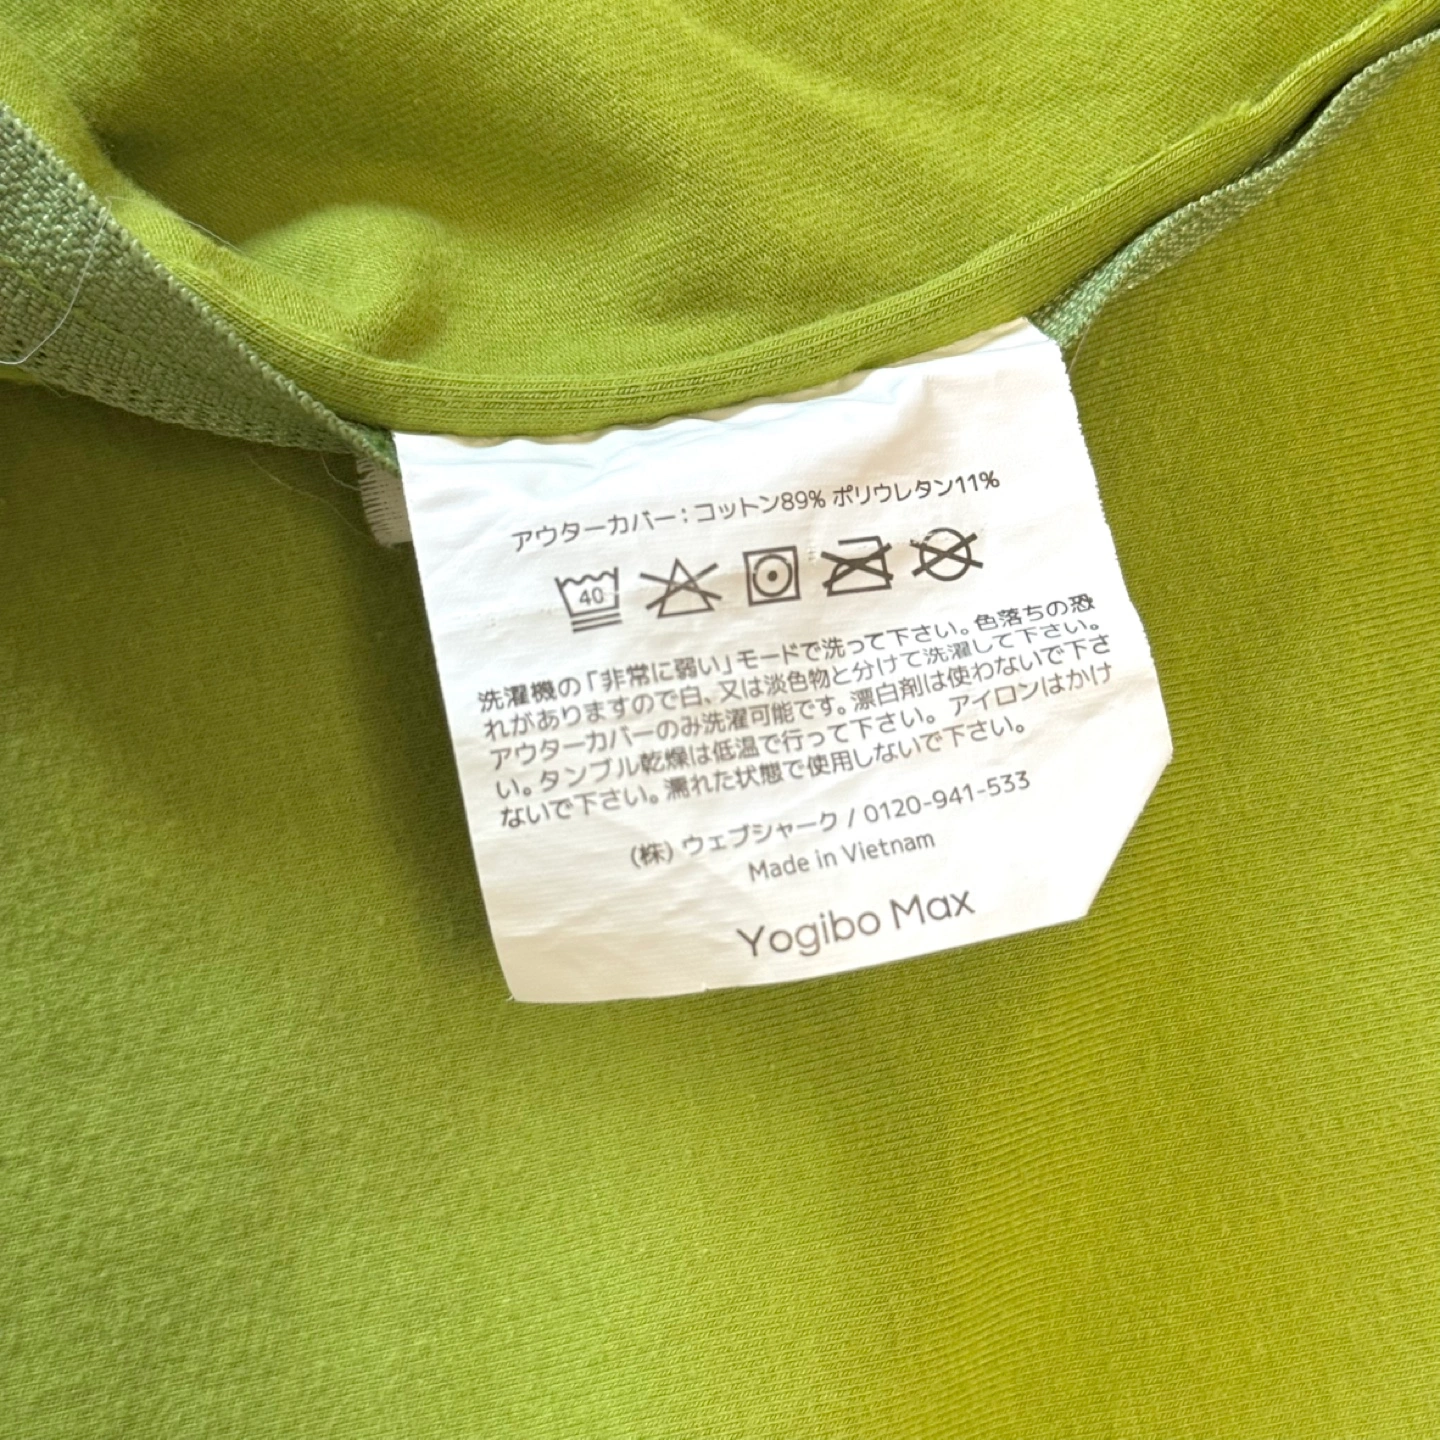 アウターカバー：コットン89% ポリウレタン11%
40
洗濯機の「非常に弱い」モードで洗って下さい。色落ちの恐
れがありますので白、又は淡色物と分けて洗濯して下さい。
アウターカバーのみ洗濯可能です。漂白剤は使わないで下さ
い。タンブル乾燥は低温で行って下さい。アイロンはかけ
ないで下さい。濡れた状態で使用しないで下さい。
(株) ウェブシャーク / 0120-941-533
Made in Vietnam
Yogibo Max